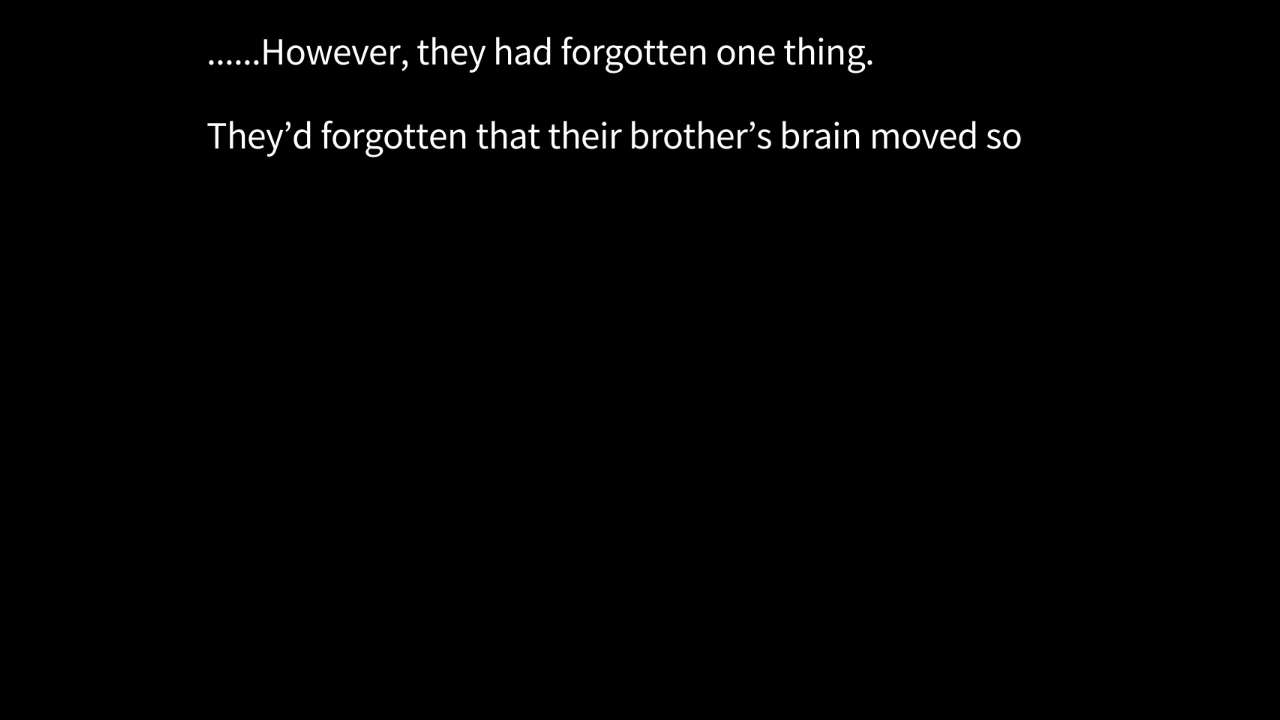 ......However, they had forgotten one thing.
They’d forgotten that their brother’s brain moved so